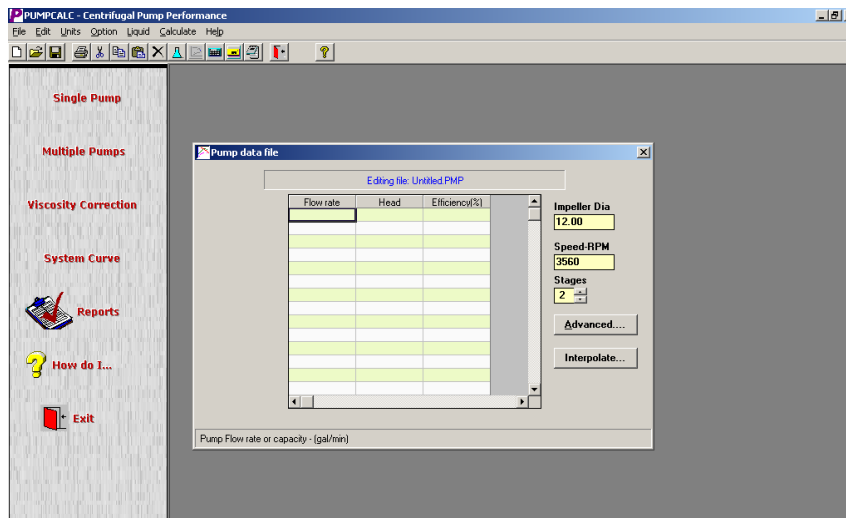 PUMPCALC - Centrifugal Pump Performance
File Edit Units Option Liquid Calculate Help
Single Pump
Multiple Pumps
Viscosity Correction
System Curve
Reports
How do I...
Exit
Pump data file
Editing file: Untitled.PMP
Flow rate Head Efficiency(%)
Impeller Dia
12.00
Speed-RPM
3560
Stages
2
Advanced....
Interpolate...
Pump Flow rate or capacity - (gal/min)